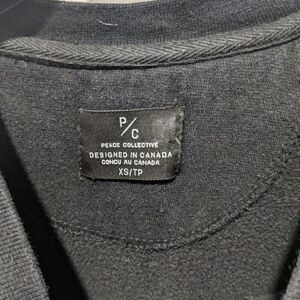 P/C
PEACE COLLECTIVE
DESIGNED IN CANADA
CONCU AU CANADA
XS/TP